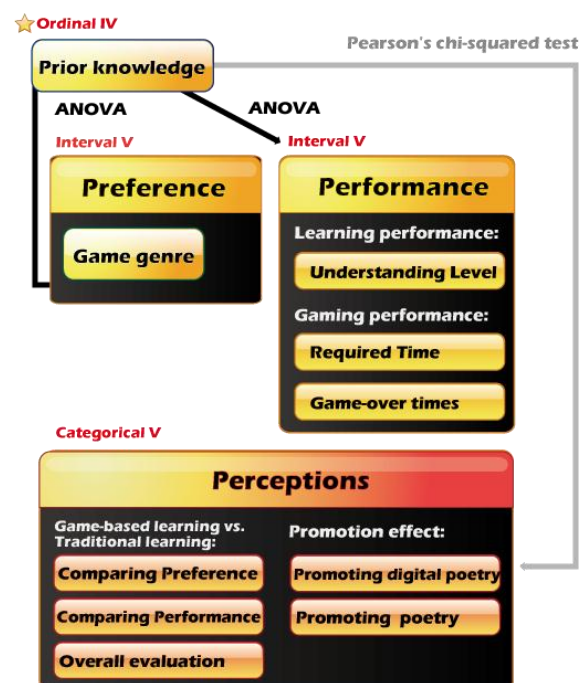 Ordinal IV
Pearson's chi-squared test
Prior knowledge
ANOVA
ANOVA
Interval V
Interval V
Preference
Performance
Game genre
Learning performance:
Understanding Level
Gaming performance:
Required Time
Game-over times
Categorical V
Perceptions
Game-based learning vs.
Traditional learning:
Comparing Preference
Comparing Performance
Overall evaluation
Promotion effect:
Promoting digital poetry
Promoting poetry